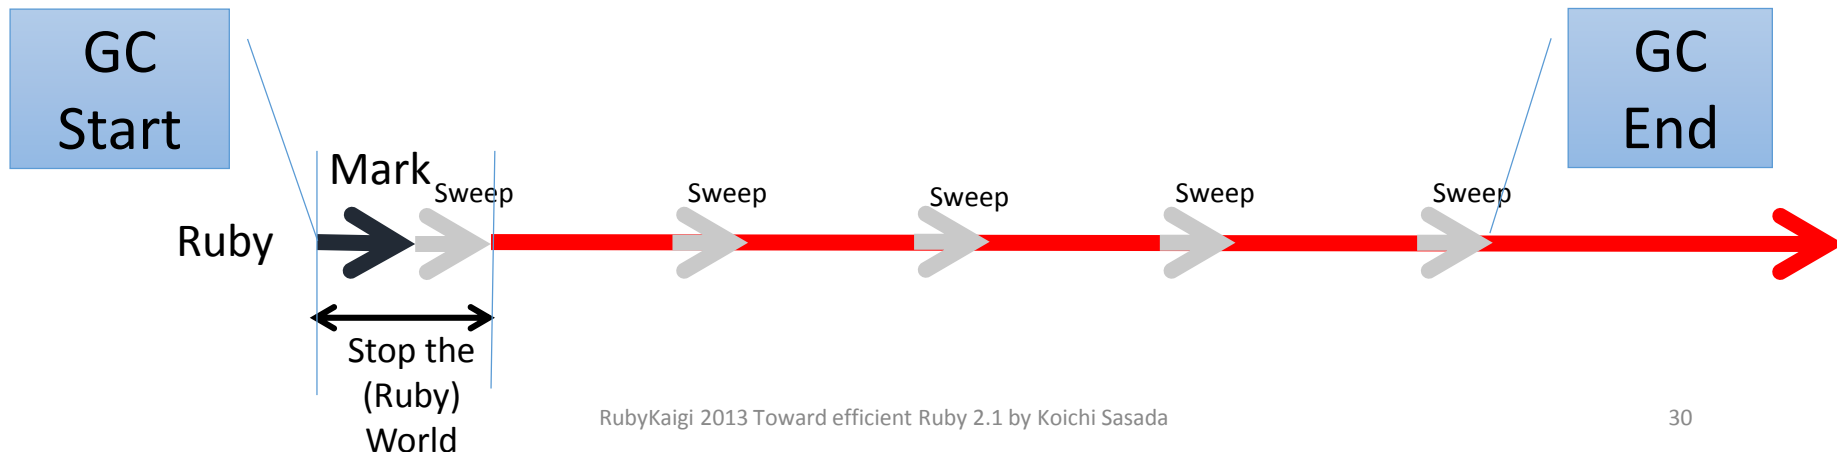 GC
Start
GC
End
Mark
Sweep
Sweep
Sweep
Sweep
Sweep
Ruby
Stop the
(Ruby)
World
RubyKaigi 2013 Toward efficient Ruby 2.1 by Koichi Sasada
30